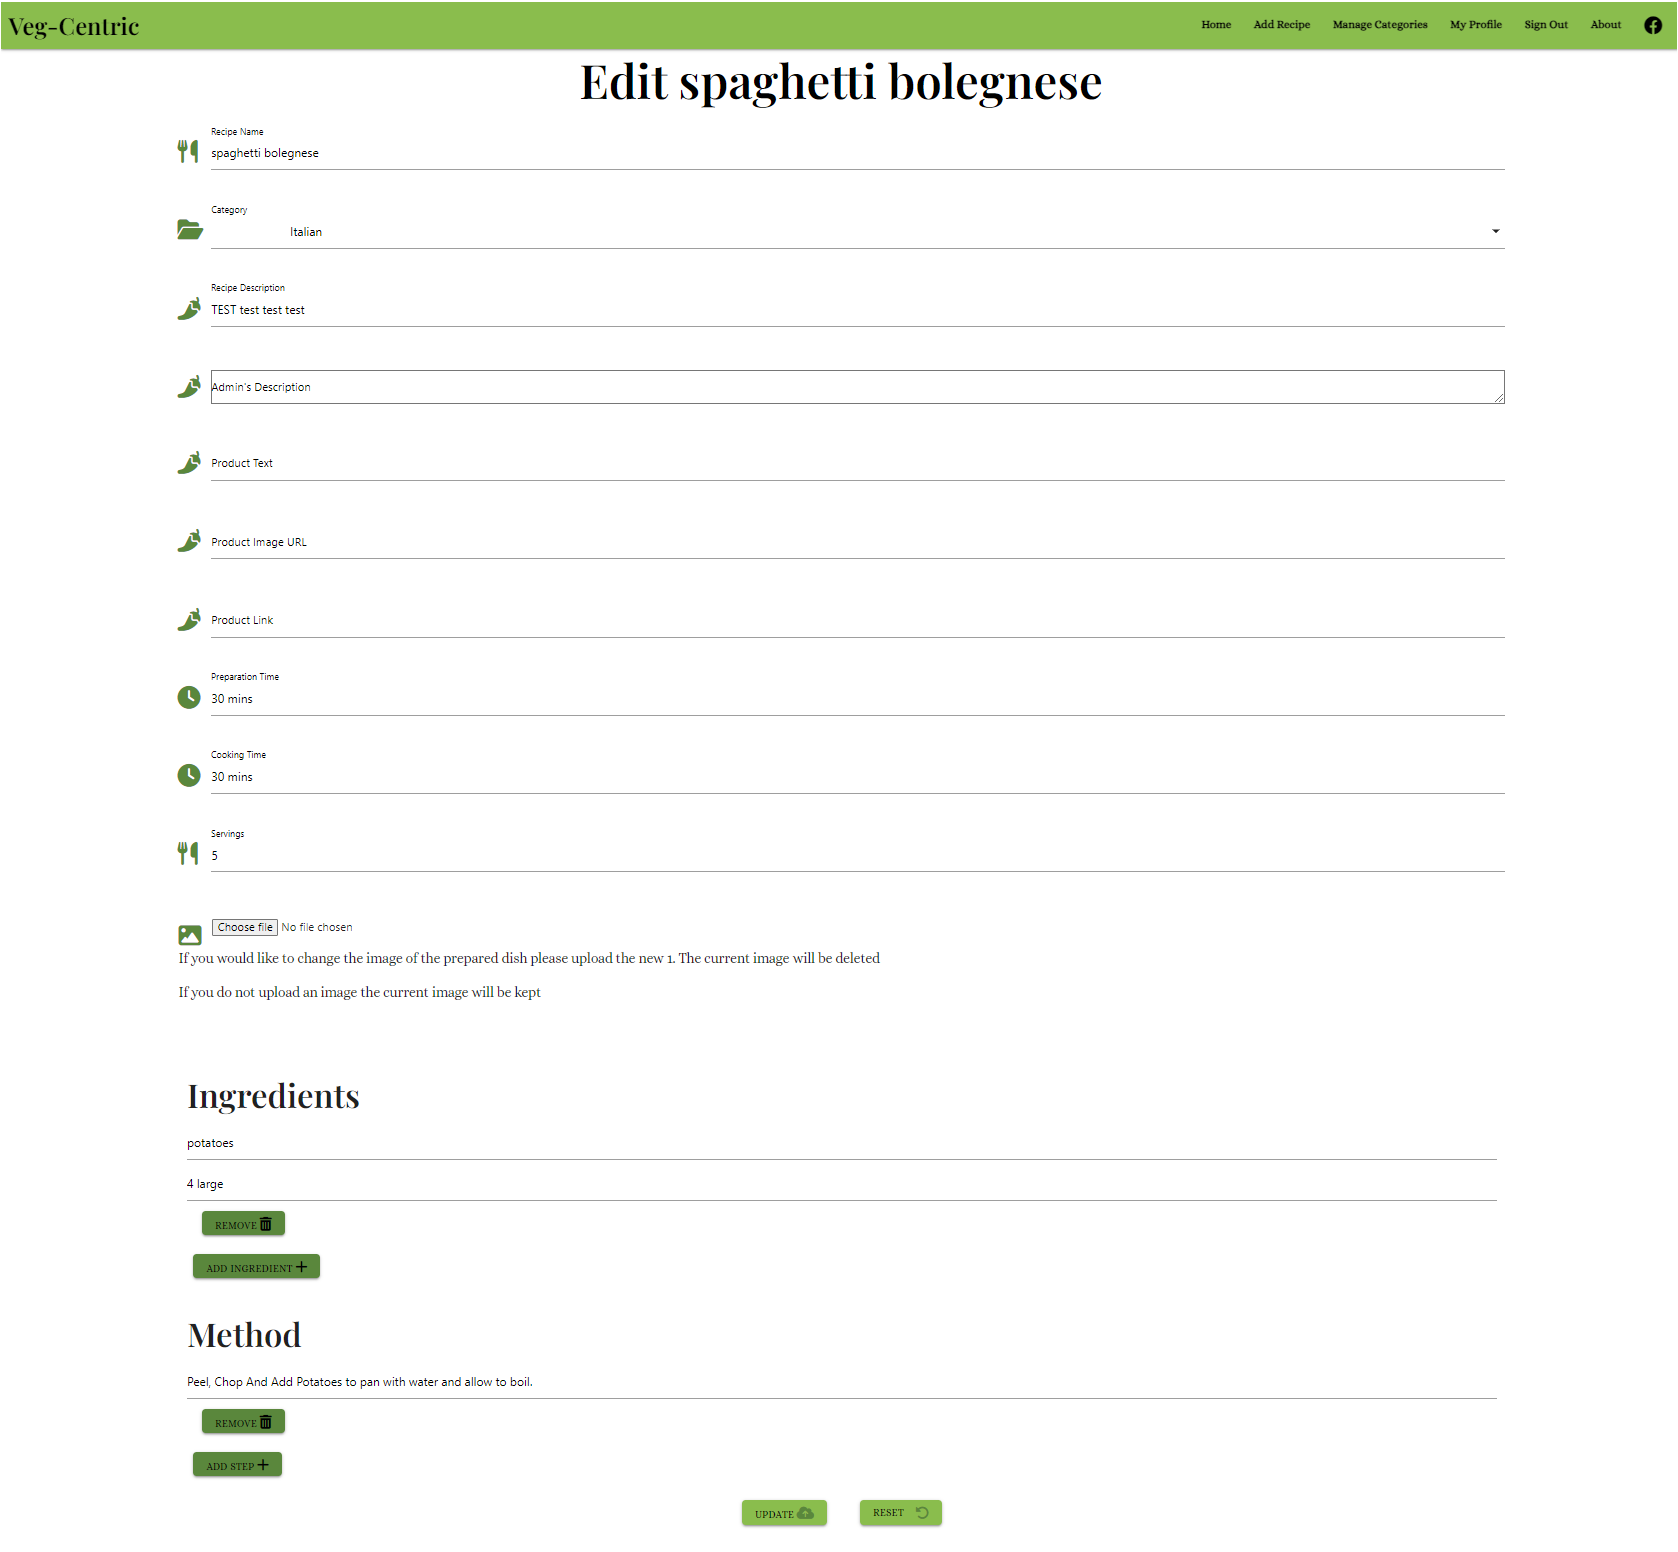 Veg-Centric
Home Add Recipe Manage Categories My Profile Sign Out About
Edit spaghetti bolegnese
Recipe Name
spaghetti bolegnese
Category
Italian
Recipe Description
TEST test test test
Admin's Description
Product Text
Product Image URL
Product Link
Preparation Time
30 mins
Cooking Time
30 mins
Servings
5
Choose file No file chosen
If you would like to change the image of the prepared dish please upload the new 1. The current image will be deleted
If you do not upload an image the current image will be kept
Ingredients
potatoes
4 large
REMOVE
ADD INGREDIENT
Method
Peel, Chop And Add Potatoes to pan with water and allow to boil.
REMOVE
ADD STEP
UPDATE RESET